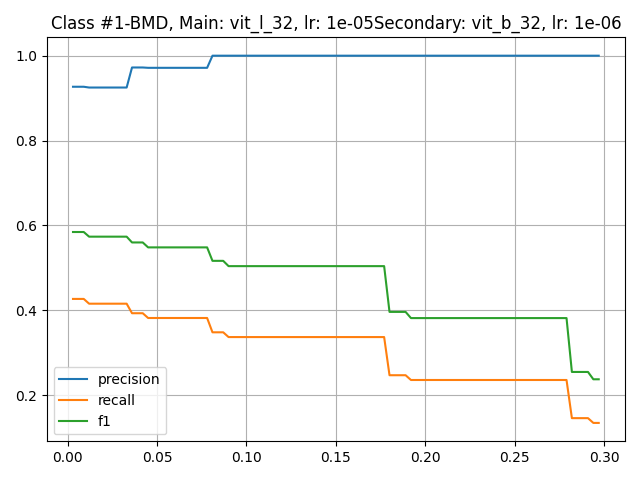 Class #1-BMD, Main: vit_l_32, lr: 1e-05Secondary: vit_b_32, lr: 1e-06
1.0
0.8
0.6
0.4
0.2
precision
recall
f1
0.00 0.05 0.10 0.15 0.20 0.25 0.30